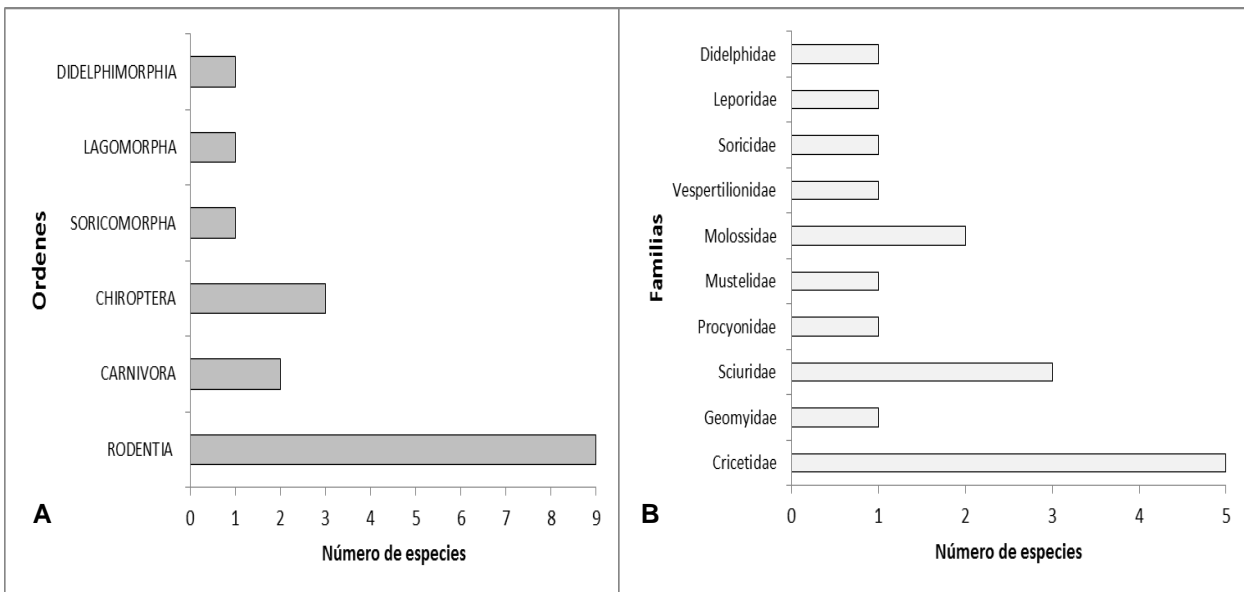 Ordenes
DIDELPHIMORPHIA
LAGOMORPHA
SORICOMORPHA
CHIROPTERA
CARNIVORA
RODENTIA
0 1 2 3 4 5 6 7 8 9
Número de especies
A
Familias
Didelphidae
Leporidae
Soricidae
Vespertilionidae
Molossidae
Mustelidae
Procyonidae
Sciuridae
Geomyidae
Cricetidae
0 1 2 3 4 5
Número de especies
B